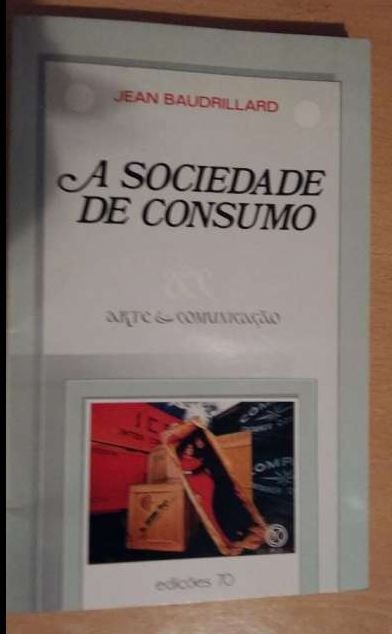 JEAN BAUDRILLARD
A SOCIEDADE
DE CONSUMO
ARTE & COMUNICAÇÃO
edições 70